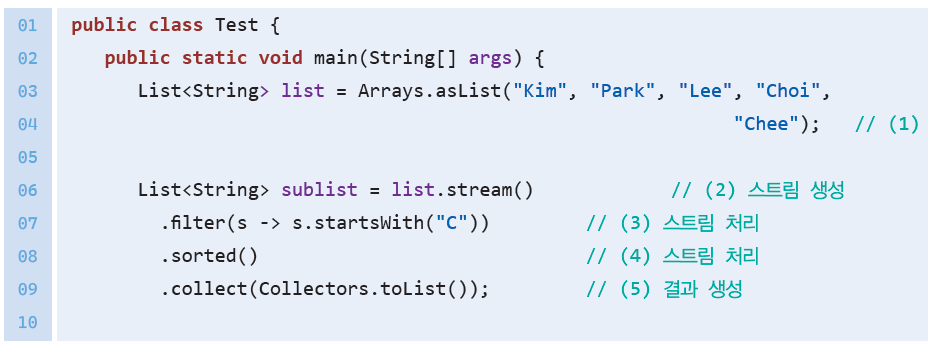 01 public class Test {
02 public static void main(String[] args) {
03 List<String> list = Arrays.asList("Kim", "Park", "Lee", "Choi",
04 "Chee"); // (1)
05
06 List<String> sublist = list.stream() // (2) 스트림 생성
07 .filter(s -> s.startsWith("C")) // (3) 스트림 처리
08 .sorted() // (4) 스트림 처리
09 .collect(Collectors.toList()); // (5) 결과 생성
10